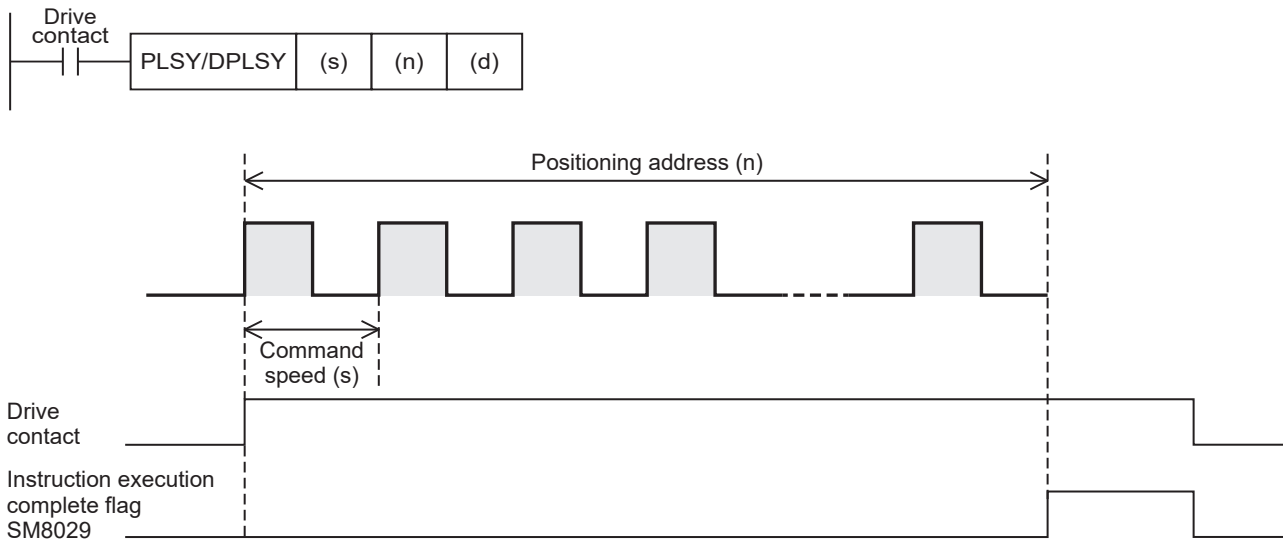 Drive
contact
PLSY/DPLSY (s) (n) (d)
Positioning address (n)
Command
speed (s)
Drive
contact
Instruction execution
complete flag
SM8029